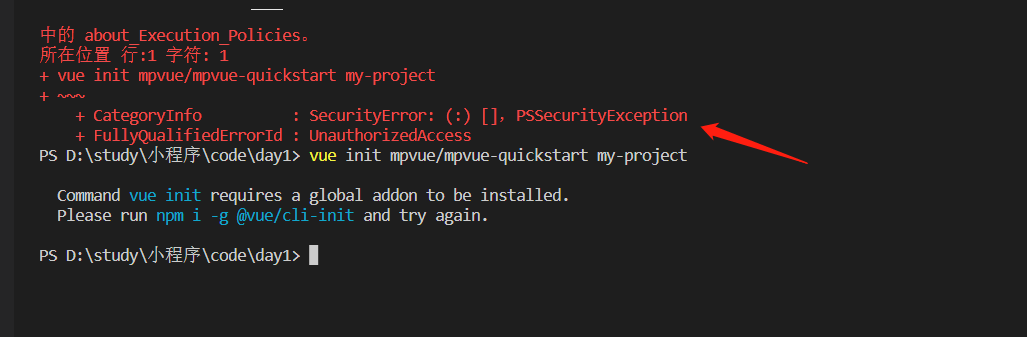 中的 about_Execution_Policies。
所在位置 行:1 字符: 1
+ vue init mpvue/mpvue-quickstart my-project
+ ~~~
    + CategoryInfo          : SecurityError: (:) [], PSSecurityException
    + FullyQualifiedErrorId : UnauthorizedAccess
PS D:\study\小程序\code\day1> vue init mpvue/mpvue-quickstart my-project
  Command vue init requires a global addon to be installed.
  Please run npm i -g @vue/cli-init and try again.
PS D:\study\小程序\code\day1>